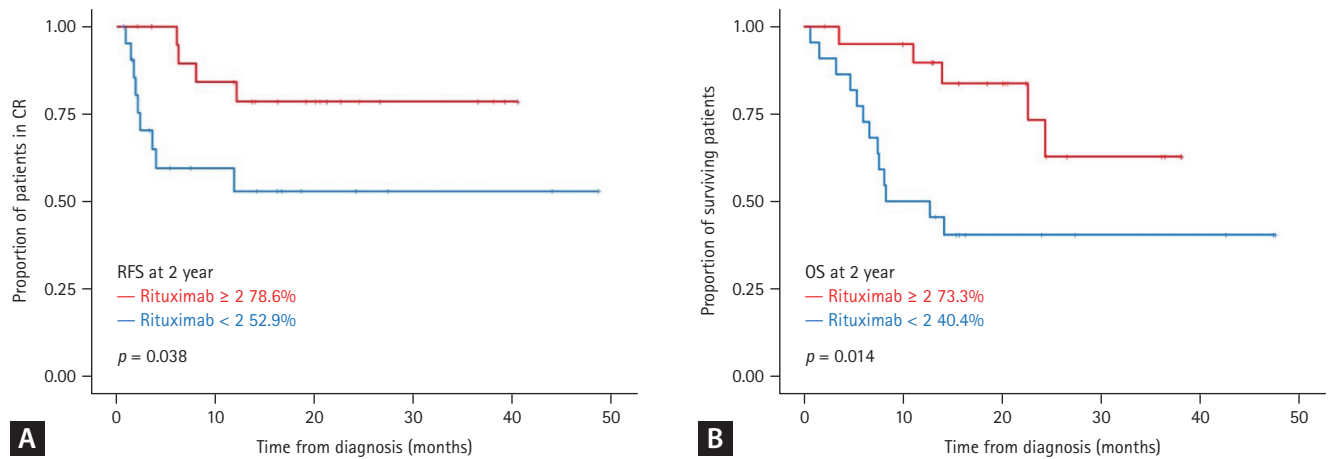 1.00
0.75
0.50
0.25
0.00
Proportion of patients in CR
RFS at 2 year
— Rituximab ≥ 2 78.6%
— Rituximab < 2 52.9%
p = 0.038
0 10 20 30 40 50
Time from diagnosis (months)
A
1.00
0.75
0.50
0.25
0.00
Proportion of surviving patients
OS at 2 year
— Rituximab ≥ 2 73.3%
— Rituximab < 2 40.4%
p = 0.014
0 10 20 30 40 50
Time from diagnosis (months)
B